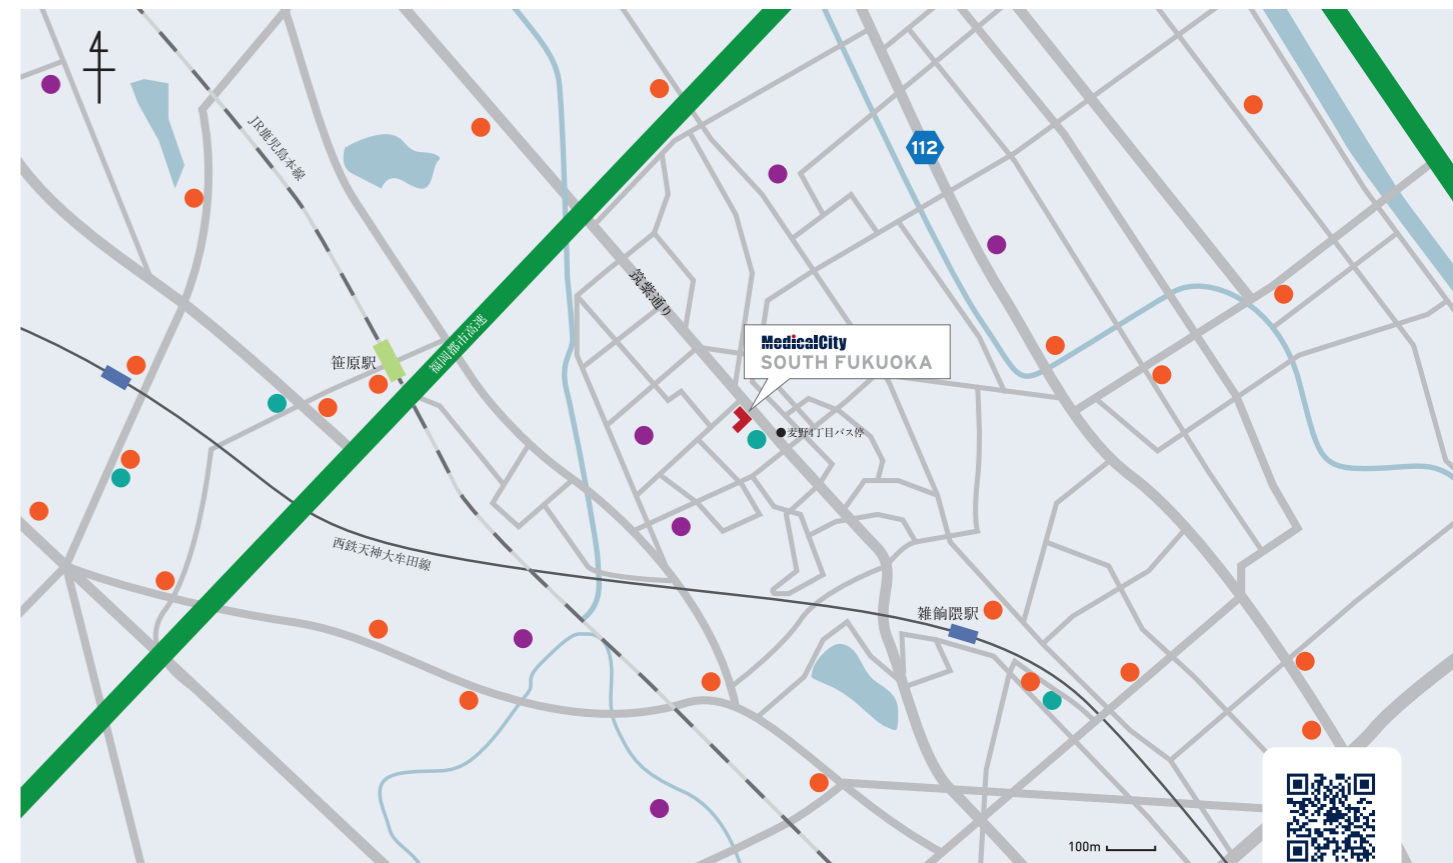 JR鹿児島本線
112
筑紫通り
福岡都市高速
笹原駅
MedicalCity
SOUTH FUKUOKA
麦野4丁目バス停
西鉄天神大牟田線
雑餉隈駅
100m